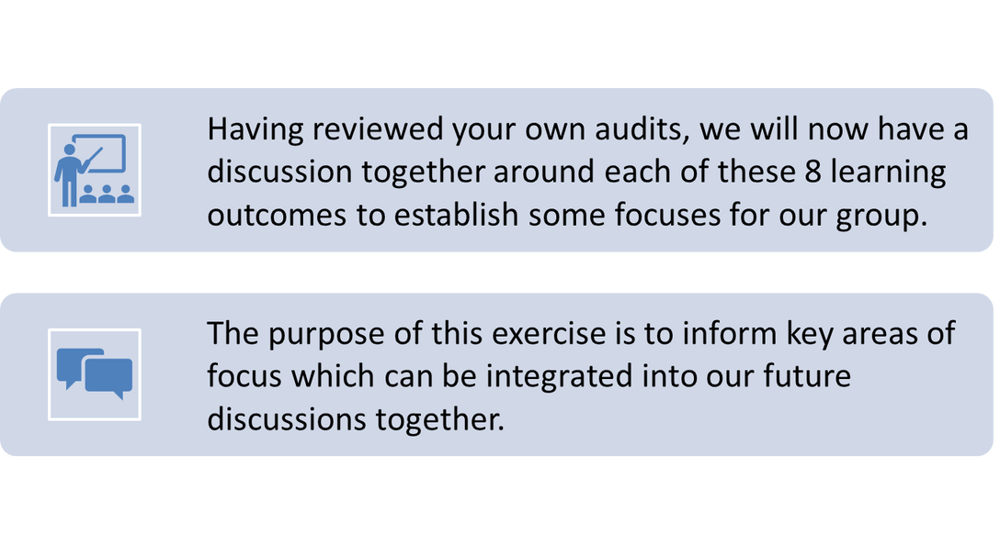 Having reviewed your own audits, we will now have a
discussion together around each of these 8 learning
outcomes to establish some focuses for our group.
The purpose of this exercise is to inform key areas of
focus which can be integrated into our future
discussions together.